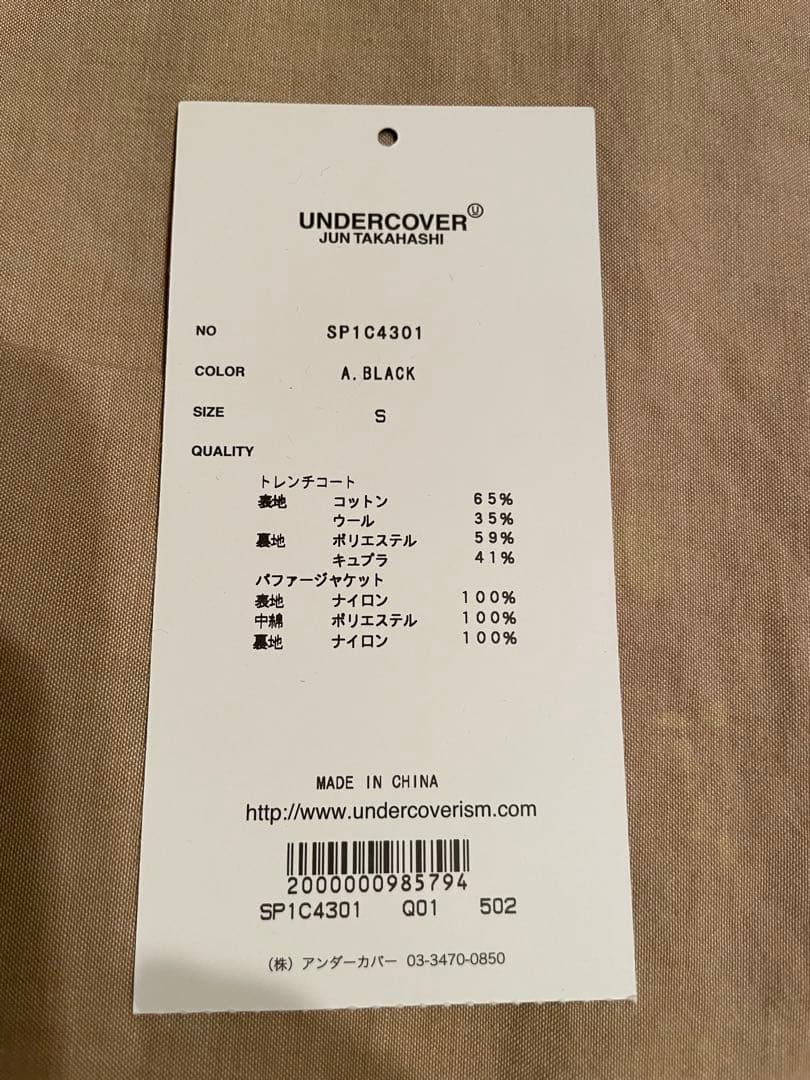 UNDERCOVER Ⓤ
JUN TAKAHASHI
NO SP1C4301
COLOR A.BLACK
SIZE S
QUALITY
トレンチコート
表地 コットン 65%
ウール 35%
裏地 ポリエステル 59%
キュプラ 41%
パファージャケット
表地 ナイロン 100%
中綿 ポリエステル 100%
裏地 ナイロン 100%
MADE IN CHINA
http://www.undercoverism.com
2000000985794
SP1C4301 Q01 502
（株）アンダーカバー 03-3470-0850